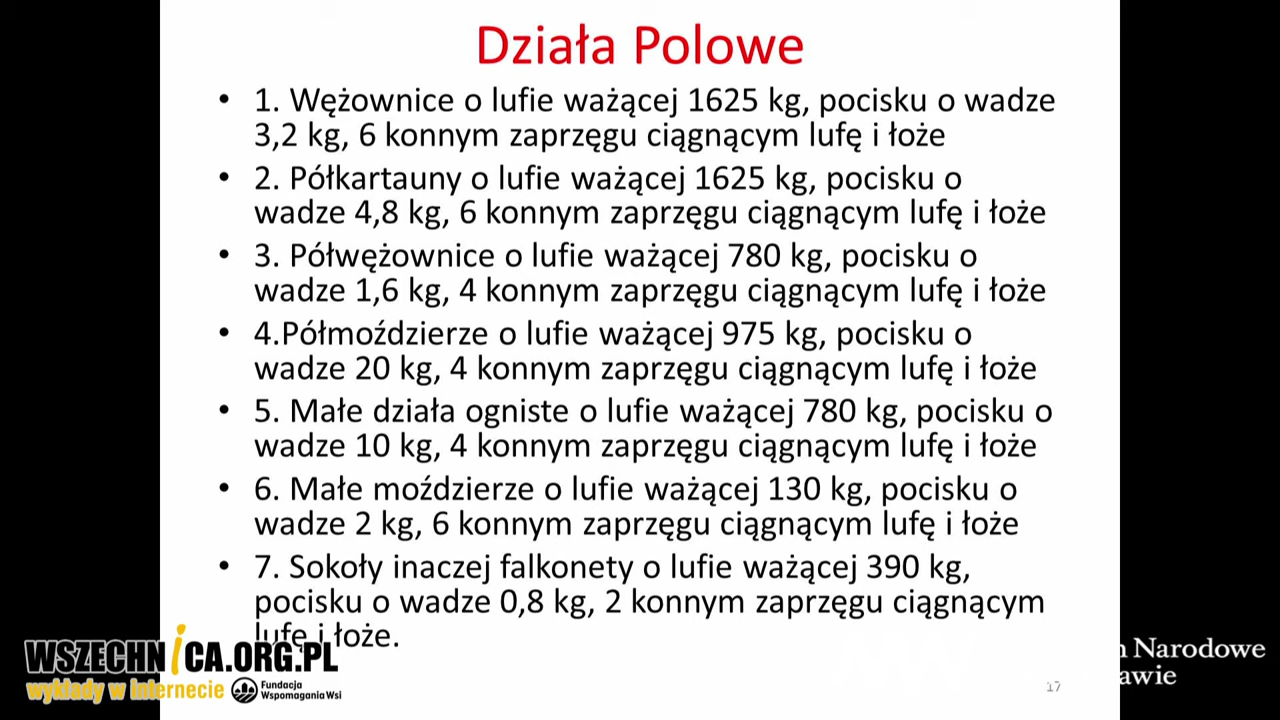 Działa Polowe
• 1. Wężownice o lufie ważącej 1625 kg, pocisku o wadze
3,2 kg, 6 konnym zaprzęgu ciągnącym lufę i łoże
• 2. Półkartauny o lufie ważącej 1625 kg, pocisku o
wadze 4,8 kg, 6 konnym zaprzęgu ciągnącym lufę i łoże
• 3. Półwężownice o lufie ważącej 780 kg, pocisku o
wadze 1,6 kg, 4 konnym zaprzęgu ciągnącym lufę i łoże
• 4.Półmoździerze o lufie ważącej 975 kg, pocisku o
wadze 20 kg, 4 konnym zaprzęgu ciągnącym lufę i łoże
• 5. Małe działa ogniste o lufie ważącej 780 kg, pocisku o
wadze 10 kg, 4 konnym zaprzęgu ciągnącym lufę i łoże
• 6. Małe moździerze o lufie ważącej 130 kg, pocisku o
wadze 2 kg, 6 konnym zaprzęgu ciągnącym lufę i łoże
• 7. Sokoły inaczej falkonety o lufie ważącej 390 kg,
pocisku o wadze 0,8 kg, 2 konnym zaprzęgu ciągnącym
lufę i łoże.
WSZECHNiCA.ORG.PL
wykłady w internecie
Fundacja
Wspomagania Wsi
Narodowe
awie
17